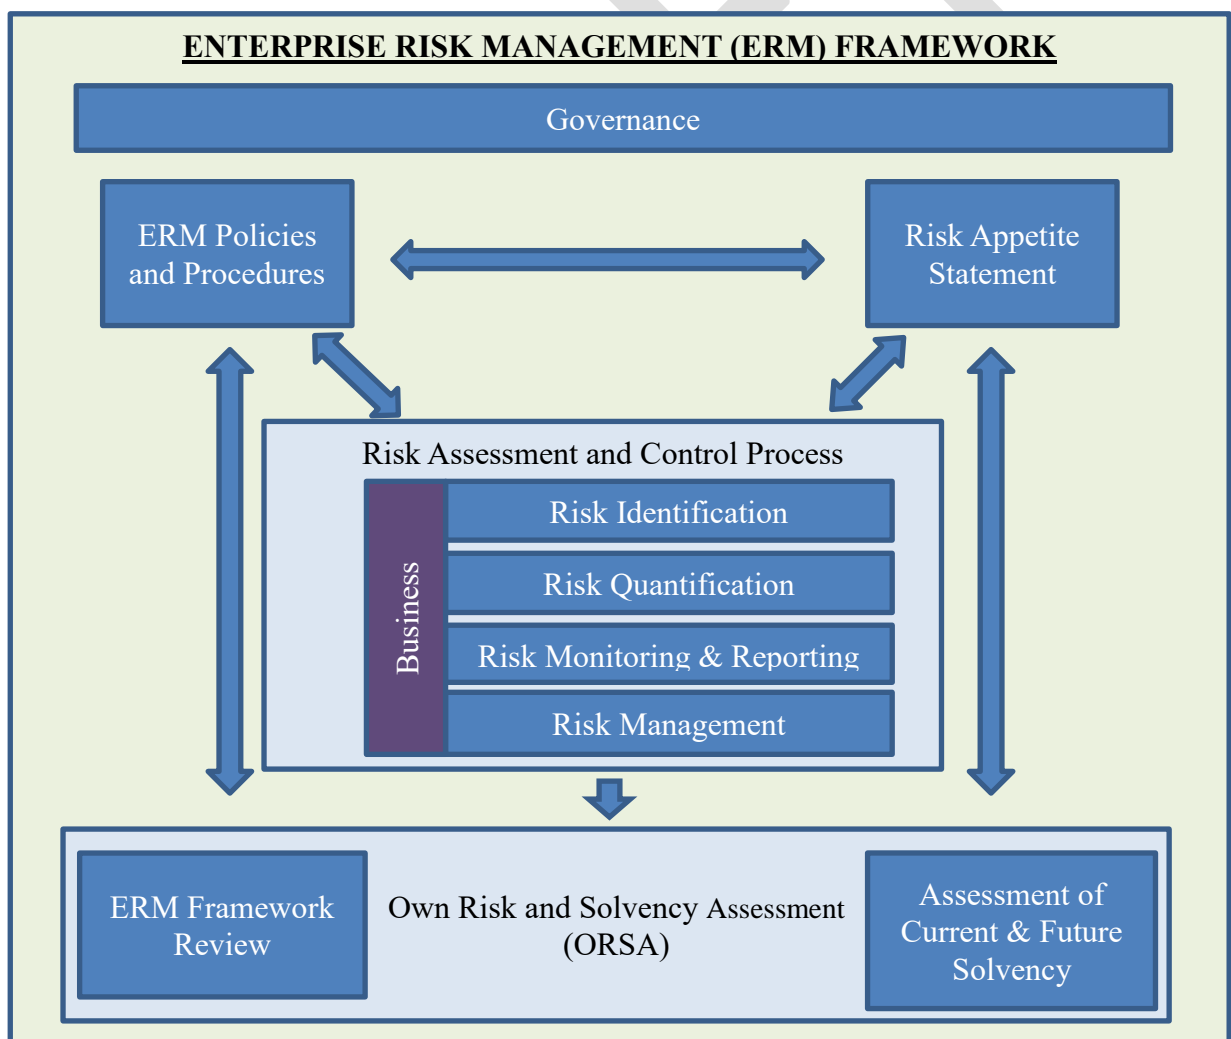 ENTERPRISE RISK MANAGEMENT (ERM) FRAMEWORK
Governance
ERM Policies
and Procedures
Risk Appetite
Statement
Risk Assessment and Control Process
Business
Risk Identification
Risk Quantification
Risk Monitoring & Reporting
Risk Management
ERM Framework
Review
Own Risk and Solvency Assessment
(ORSA)
Assessment of
Current & Future
Solvency